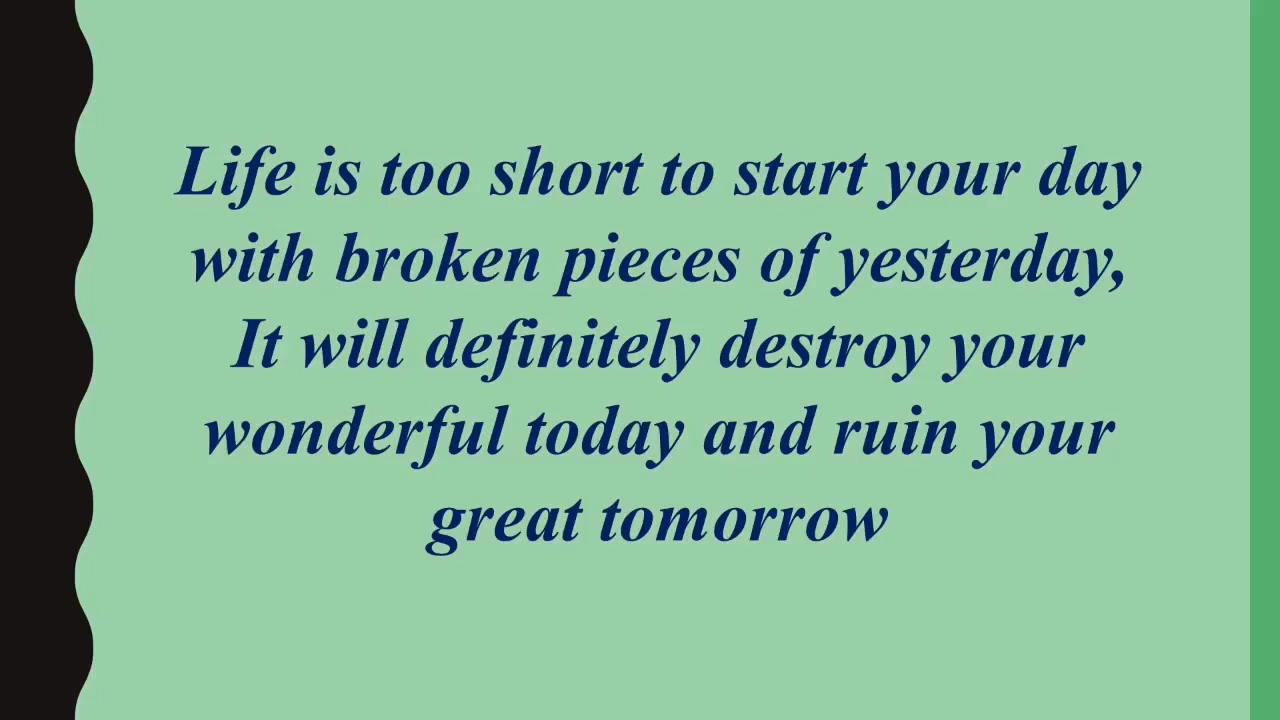 Life is too short to start your day
with broken pieces of yesterday,
It will definitely destroy your
wonderful today and ruin your
great tomorrow